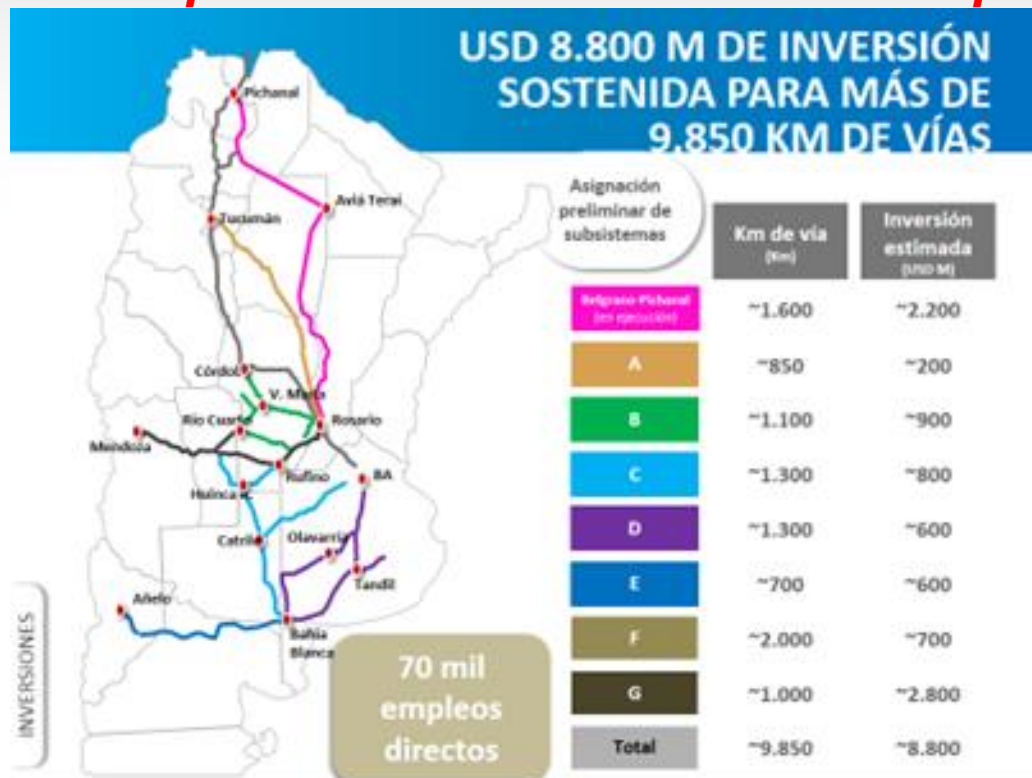 USD 8.800 M DE INVERSIÓN
SOSTENIDA PARA MÁS DE
9.850 KM DE VÍAS
Pichanal
Aviá Terai
Tucumán
Córdob
V. María
Río Cuarto
Rosario
Mendoza
Rufino
BA
Huinca
Catriló
Olavarría
Tandil
Añelo
Bahía
Blanca
INVERSIONES
70 mil
empleos
directos
Asignación
preliminar de
subsistemas
Km de vía
(Km)
Inversión
estimada
(USD M)
Belgrano-Pichanal
(en ejecución)
~1.600 ~2.200
A ~850 ~200
B ~1.100 ~900
C ~1.300 ~800
D ~1.300 ~600
E ~700 ~600
F ~2.000 ~700
G ~1.000 ~2.800
Total ~9.850 ~8.800